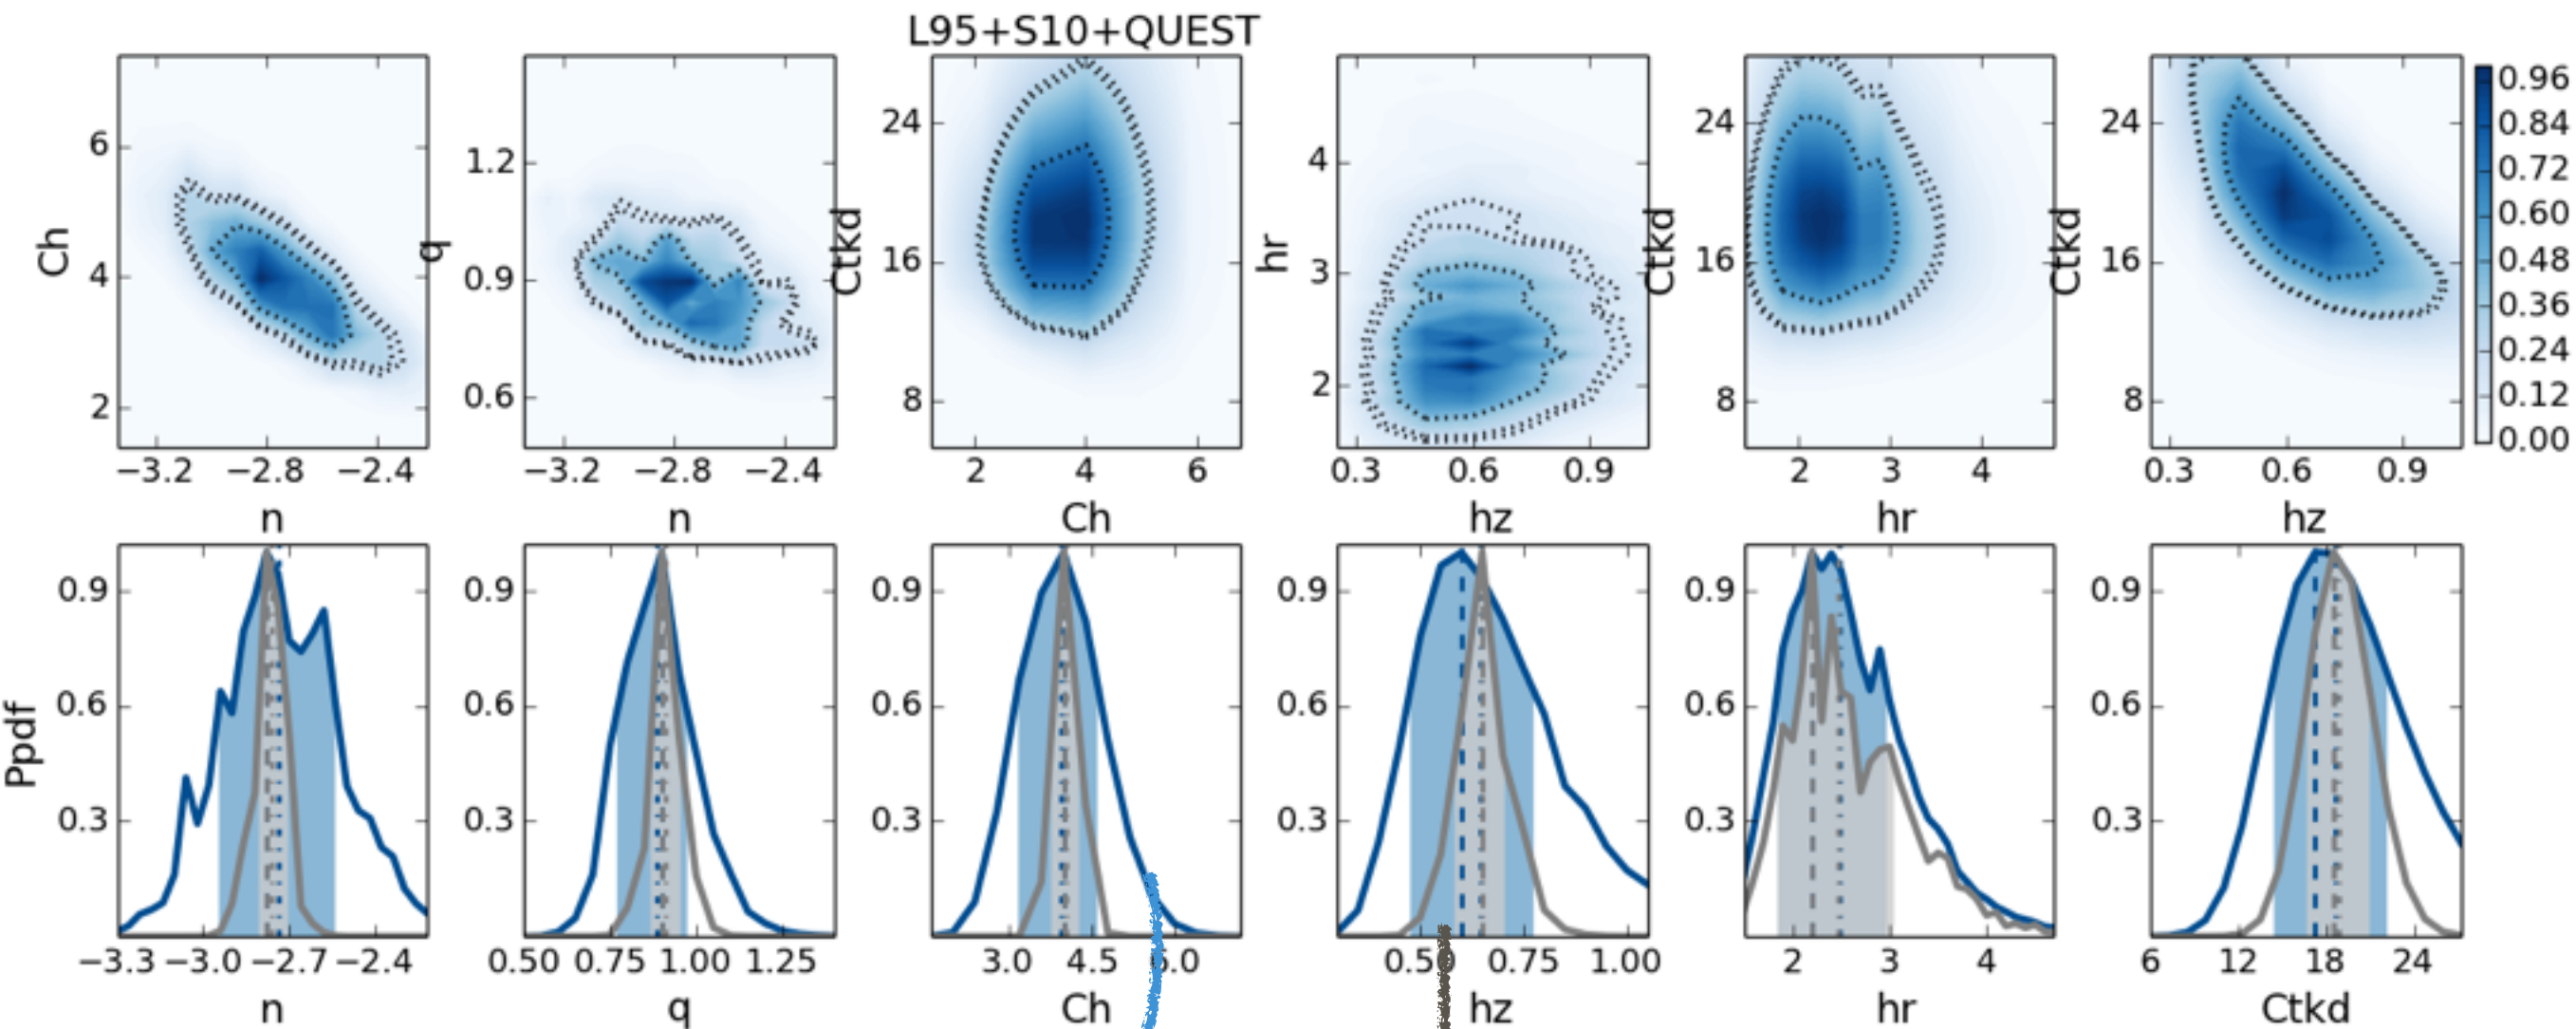 L95+S10+QUEST
Ch
6
4
2
−3.2 −2.8 −2.4
n
q
1.2
0.9
0.6
−3.2 −2.8 −2.4
n
Ctkd
24
16
8
2 4 6
Ch
hr
4
3
2
0.3 0.6 0.9
hz
Ctkd
24
16
8
2 3 4
hr
Ctkd
24
16
8
0.3 0.6 0.9
hz
0.96
0.84
0.72
0.60
0.48
0.36
0.24
0.12
0.00
Ppdf
0.9
0.6
0.3
−3.3 −3.0 −2.7 −2.4
n
0.9
0.6
0.3
0.50 0.75 1.00 1.25
q
0.9
0.6
0.3
3.0 4.5 6.0
Ch
0.9
0.6
0.3
0.50 0.75 1.00
hz
0.9
0.6
0.3
2 3 4
hr
0.9
0.6
0.3
6 12 18 24
Ctkd